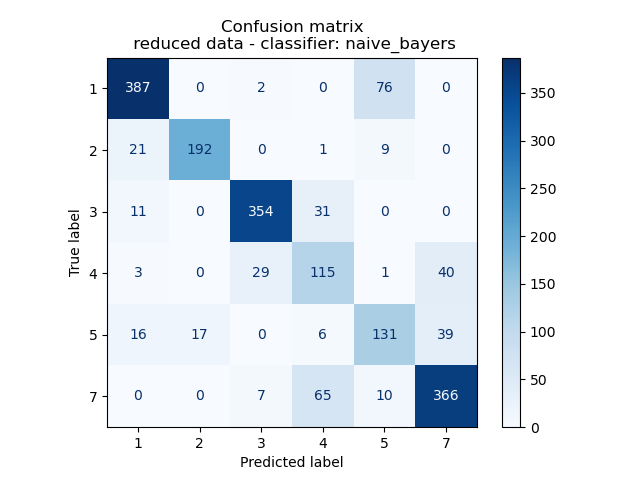 Confusion matrix
reduced data - classifier: naive_bayers
True label
1 387 0 2 0 76 0
2 21 192 0 1 9 0
3 11 0 354 31 0 0
4 3 0 29 115 1 40
5 16 17 0 6 131 39
7 0 0 7 65 10 366
1 2 3 4 5 7
Predicted label
350
300
250
200
150
100
50
0